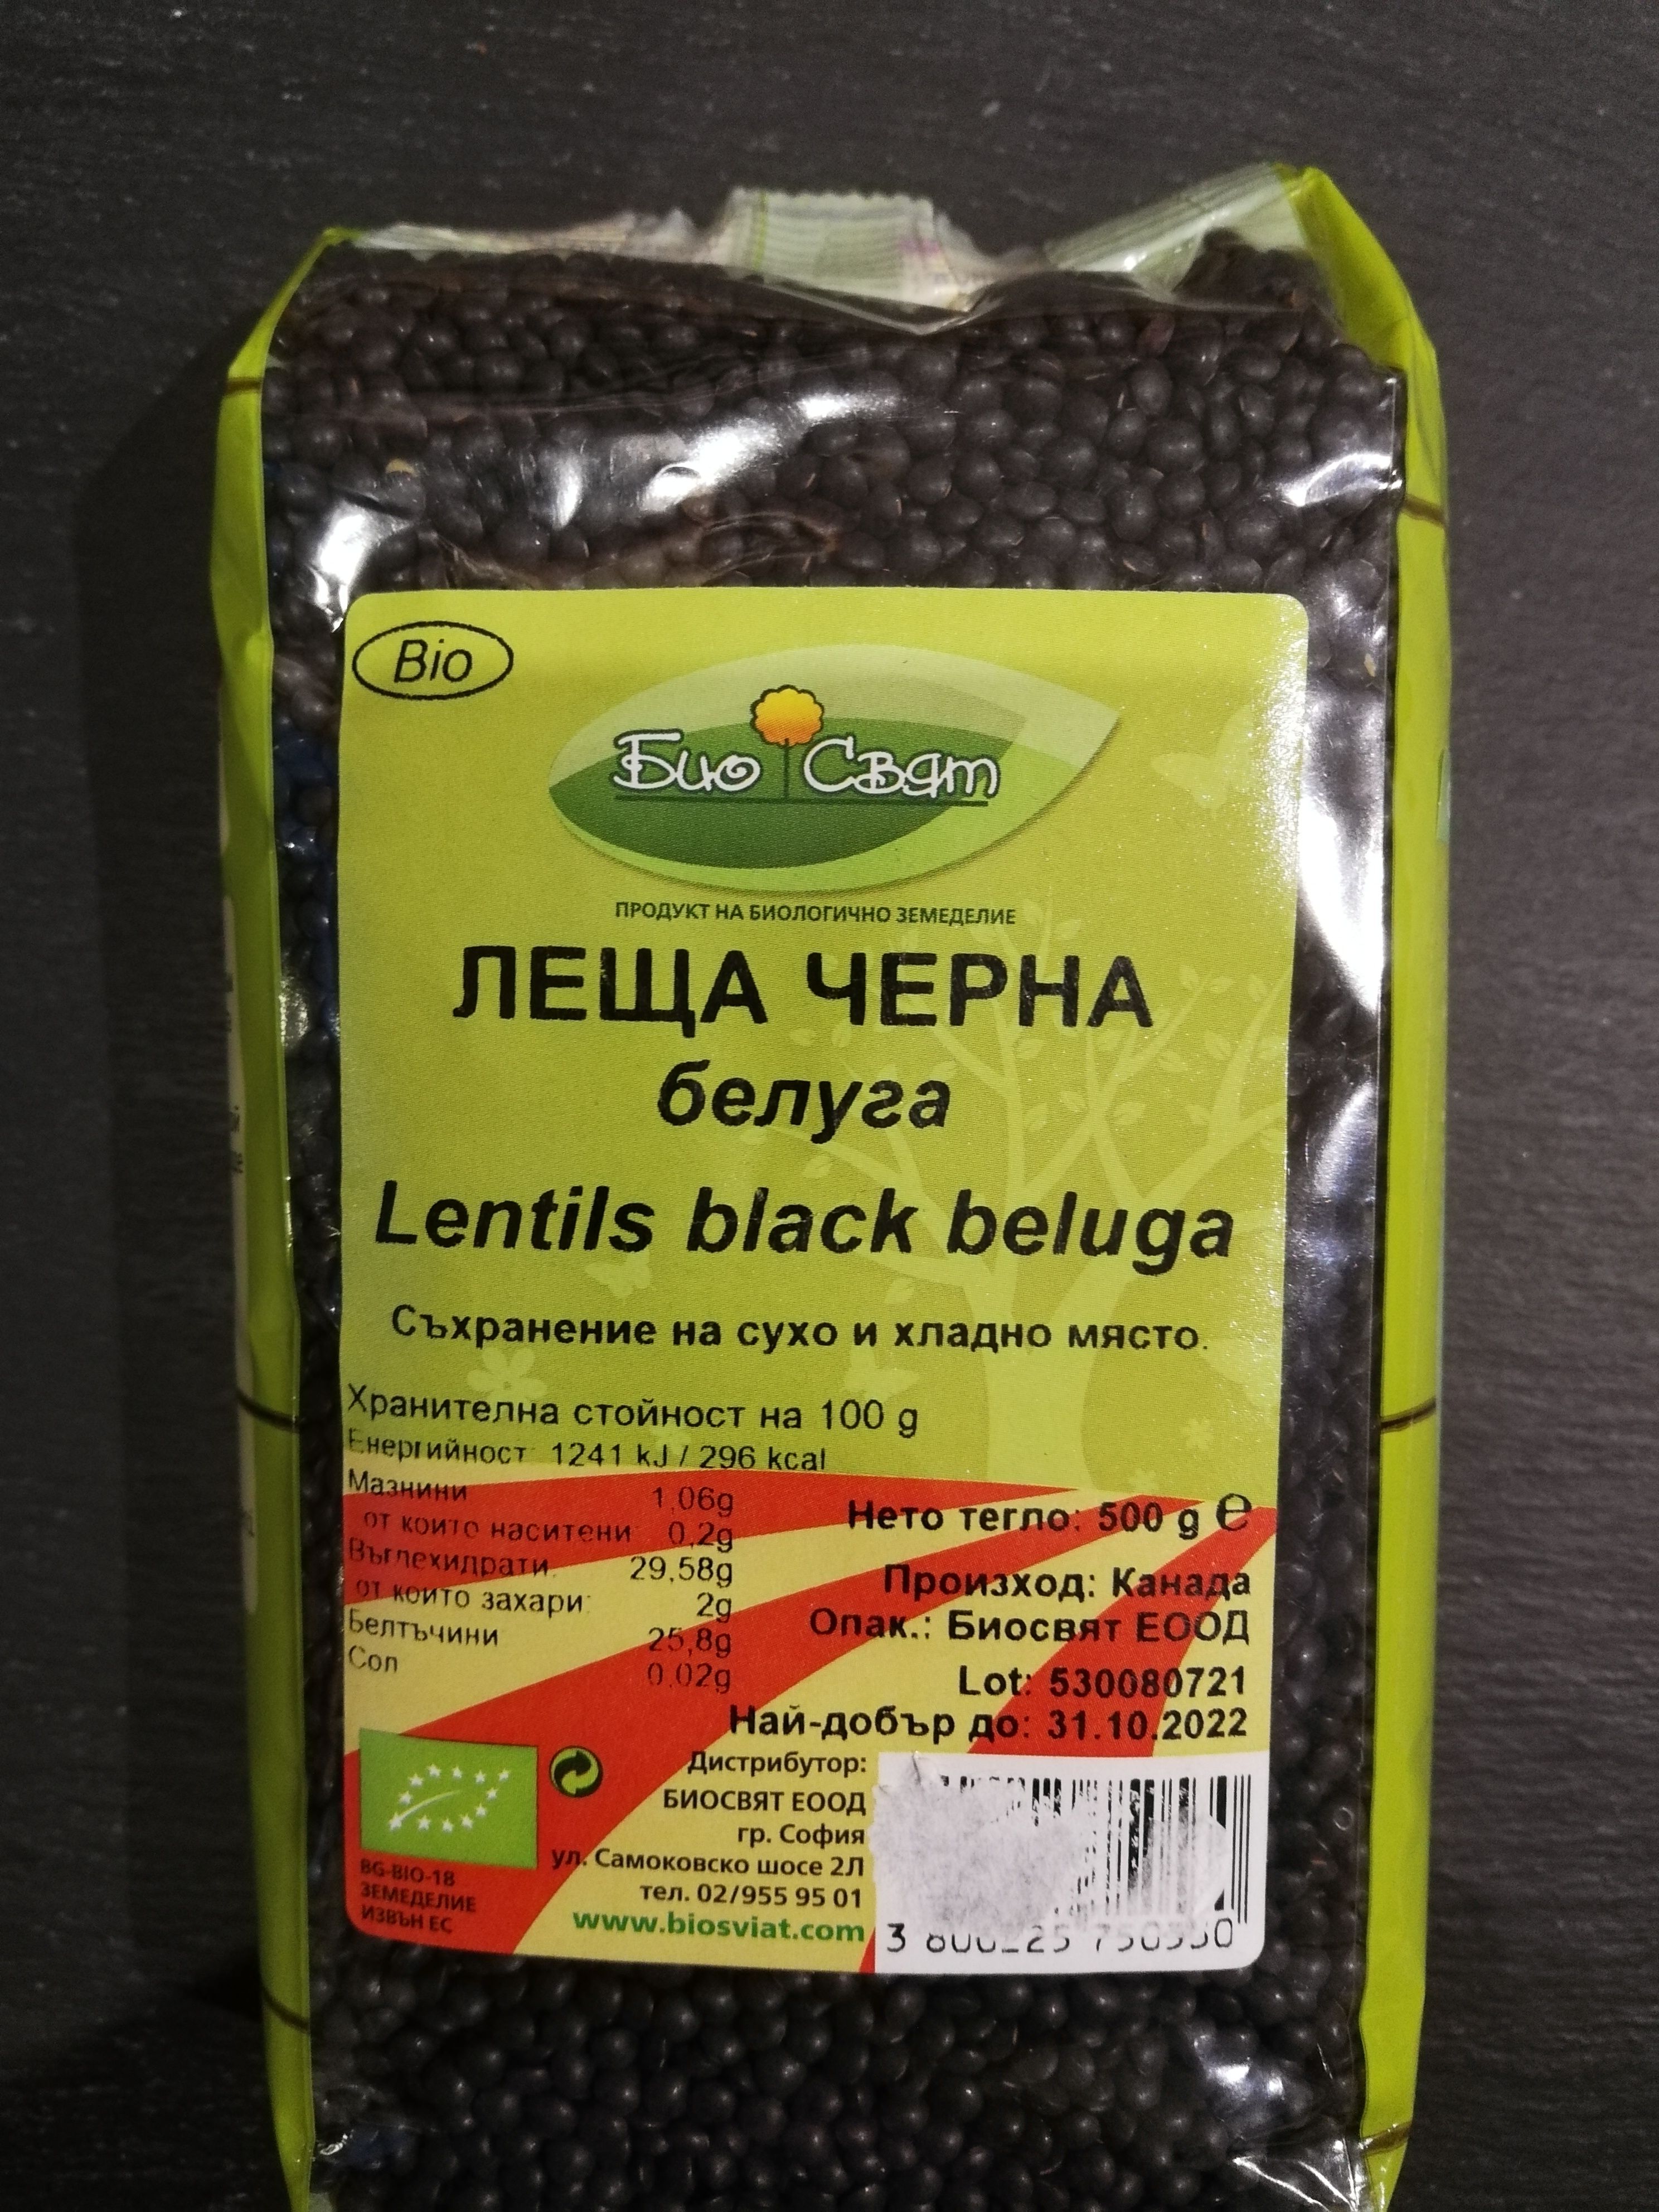 Bio
Био Свят
ПРОДУКТ НА БИОЛОГИЧНО ЗЕМЕДЕЛИЕ
ЛЕЩА ЧЕРНА
белуга
Lentils black beluga
Съхранение на сухо и хладно място.
Хранителна стойност на 100 g
Енергийност: 1241 kJ / 296 kcal
Мазнини 1,06g
от които наситени 0,2g
Въглехидрати: 29,58g
от които захари: 2g
Белтъчини 25,8g
Сол 0,02g
Нето тегло: 500 g ℮
Произход: Канада
Опак.: Биосвят ЕООД
Lot: 530080721
Най-добър до: 31.10.2022
Дистрибутор:
БИОСВЯТ ЕООД
гр. София
ул. Самоковско шосе 2Л
тел. 02/955 95 01
www.biosviat.com
BG-BIO-18
ЗЕМЕДЕЛИЕ
ИЗВЪН ЕС
3